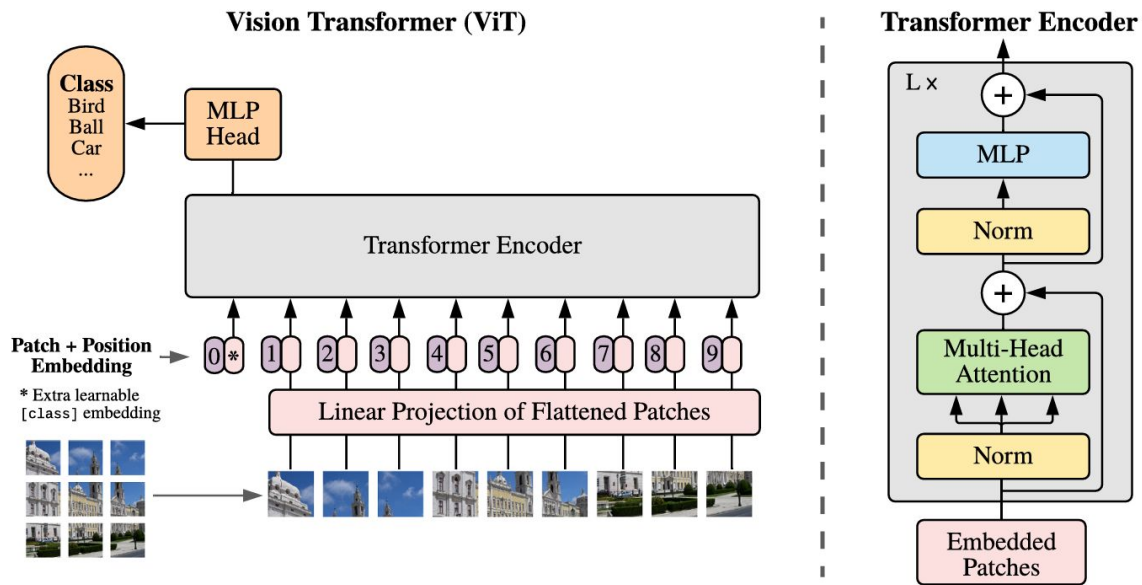 Vision Transformer (ViT)
Class
Bird
Ball
Car
...
MLP
Head
Transformer Encoder
Patch + Position
Embedding
* Extra learnable
[class] embedding
0 * 1 2 3 4 5 6 7 8 9
Linear Projection of Flattened Patches
Transformer Encoder
L ×
+
MLP
Norm
+
Multi-Head
Attention
Norm
Embedded
Patches